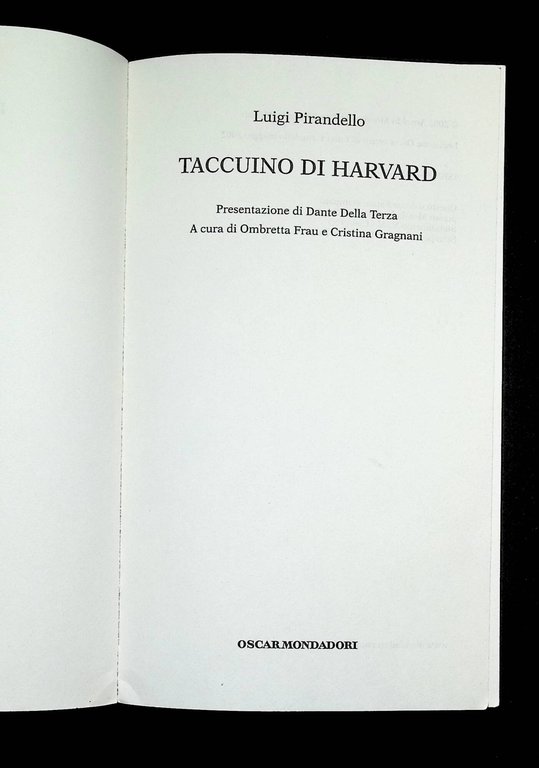 Luigi Pirandello
TACCUINO DI HARVARD
Presentazione di Dante Della Terza
A cura di Ombretta Frau e Cristina Gragnani
OSCAR MONDADORI